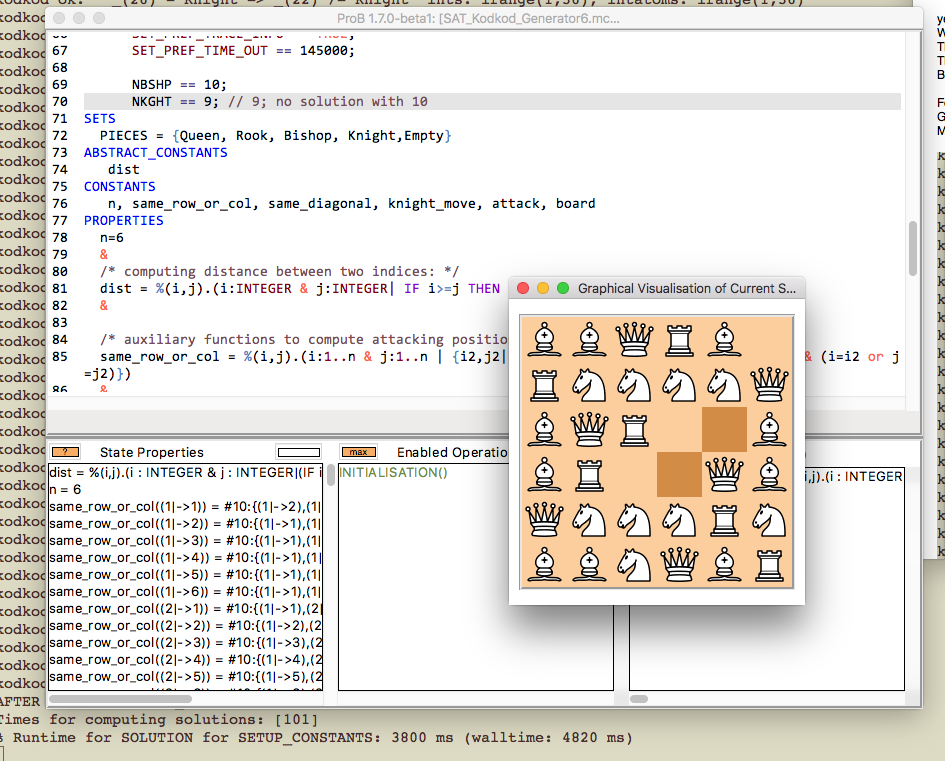 kodkod ok: _(20) = Knight => _(22) /= Knight ints: irange(1,36), intatoms: irange(1,36)
ProB 1.7.0-beta1: [SAT_Kodkod_Generator6.mc...
66 SET_PREF_TRACE_INFO == TRUE;
67 SET_PREF_TIME_OUT == 145000;
68
69 NBSHP == 10;
70 NKGHT == 9; // 9; no solution with 10
71 SETS
72 PIECES = {Queen, Rook, Bishop, Knight,Empty}
73 ABSTRACT_CONSTANTS
74 dist
75 CONSTANTS
76 n, same_row_or_col, same_diagonal, knight_move, attack, board
77 PROPERTIES
78 n=6
79 &
80 /* computing distance between two indices: */
81 dist = %(i,j).(i:INTEGER & j:INTEGER| IF i>=j THEN
82 &
83
84 /* auxiliary functions to compute attacking positio
85 same_row_or_col = %(i,j).(i:1..n & j:1..n | {i2,j2| & (i=i2 or j
=j2)})
86 &
Graphical Visualisation of Current S...
? State Properties
max Enabled Operatio
dist = %(i,j).(i : INTEGER & j : INTEGER|(IF i
n = 6
same_row_or_col((1|->1)) = #10:{(1|->2),(1|
same_row_or_col((1|->2)) = #10:{(1|->1),(1|
same_row_or_col((1|->3)) = #10:{(1|->1),(1|
same_row_or_col((1|->4)) = #10:{(1|->1),(1|
same_row_or_col((1|->5)) = #10:{(1|->1),(1|
same_row_or_col((1|->6)) = #10:{(1|->1),(1|
same_row_or_col((2|->1)) = #10:{(1|->1),(2|
same_row_or_col((2|->2)) = #10:{(1|->2),(2
same_row_or_col((2|->3)) = #10:{(1|->3),(2
same_row_or_col((2|->4)) = #10:{(1|->4),(2
same_row_or_col((2|->5)) = #10:{(1|->5),(2
INITIALISATION()
,j).(i : INTEGER
AFTER
Times for computing solutions: [101]
% Runtime for SOLUTION for SETUP_CONSTANTS: 3800 ms (walltime: 4820 ms)